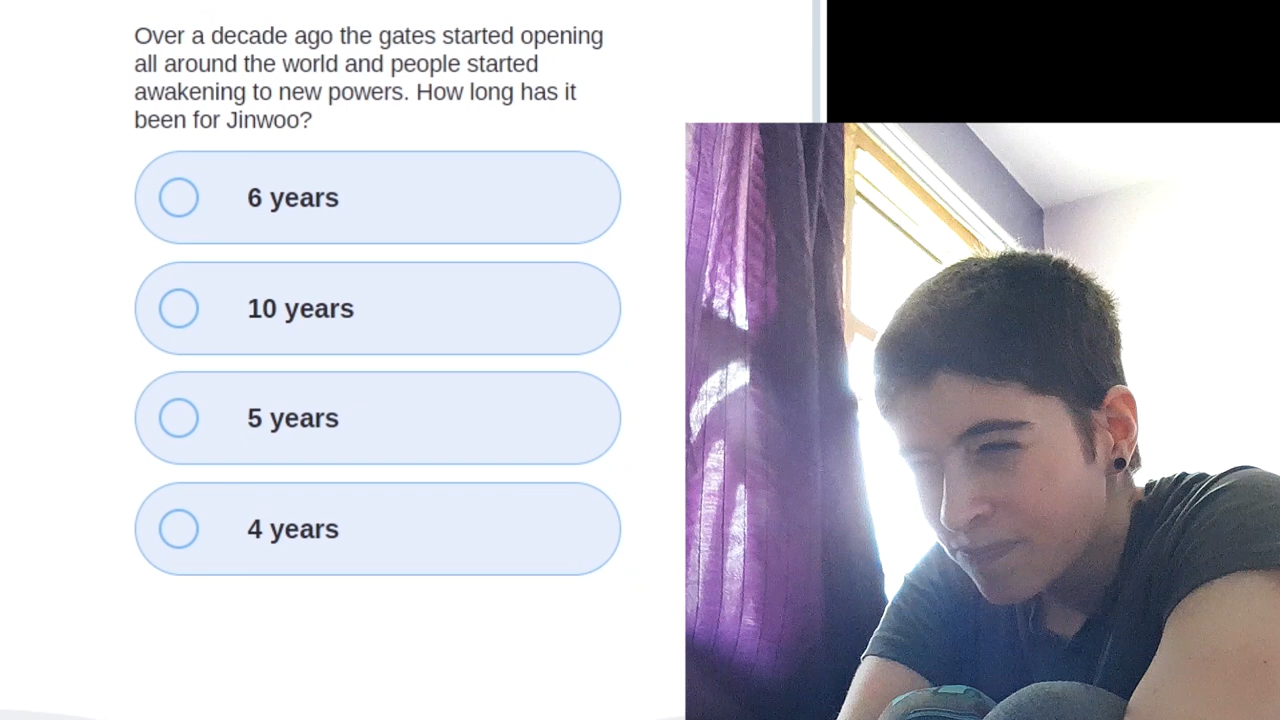 Over a decade ago the gates started opening
all around the world and people started
awakening to new powers. How long has it
been for Jinwoo?
6 years
10 years
5 years
4 years